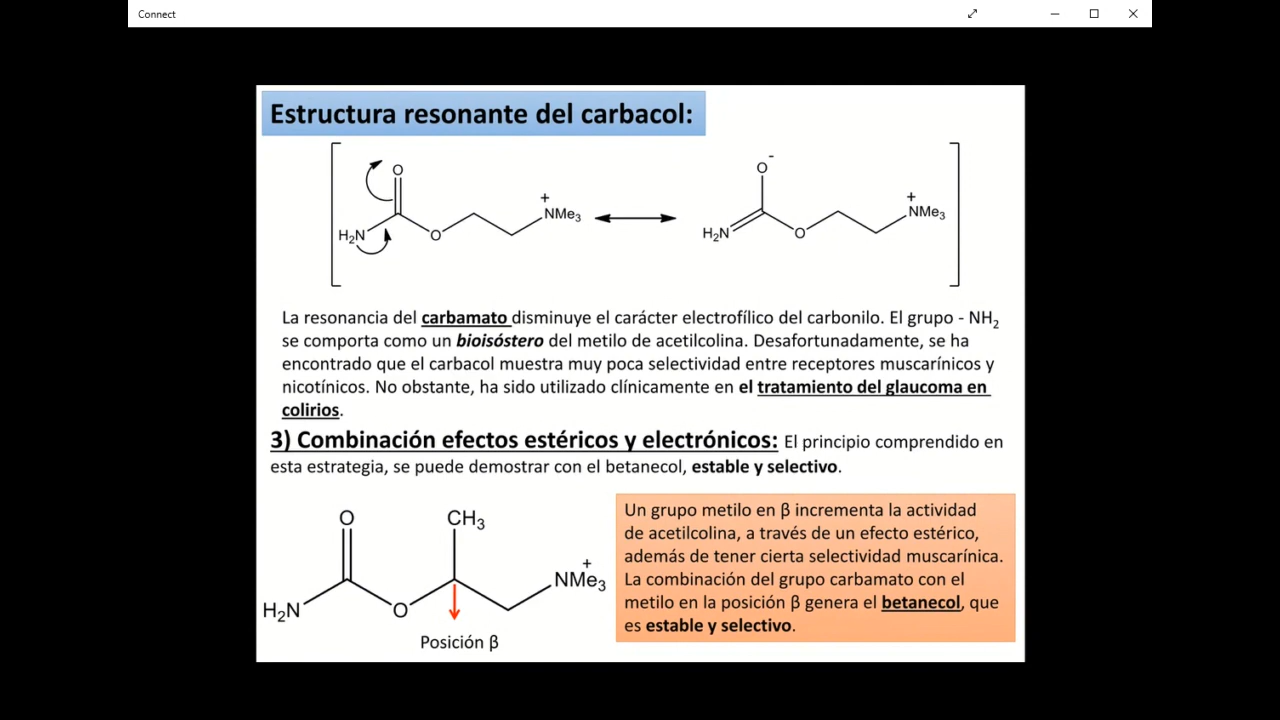 Connect
Estructura resonante del carbacol:
O
H₂N
O
+
NMe₃
O
-
H₂N
O
+
NMe₃
La resonancia del carbamato disminuye el carácter electrofílico del carbonilo. El grupo - NH₂
se comporta como un bioisóstero del metilo de acetilcolina. Desafortunadamente, se ha
encontrado que el carbacol muestra muy poca selectividad entre receptores muscarínicos y
nicotínicos. No obstante, ha sido utilizado clínicamente en el tratamiento del glaucoma en
colirios.
3) Combinación efectos estéricos y electrónicos: El principio comprendido en
esta estrategia, se puede demostrar con el betanecol, estable y selectivo.
O
CH₃
H₂N
O
+
NMe₃
Posición β
Un grupo metilo en β incrementa la actividad
de acetilcolina, a través de un efecto estérico,
además de tener cierta selectividad muscarínica.
La combinación del grupo carbamato con el
metilo en la posición β genera el betanecol, que
es estable y selectivo.